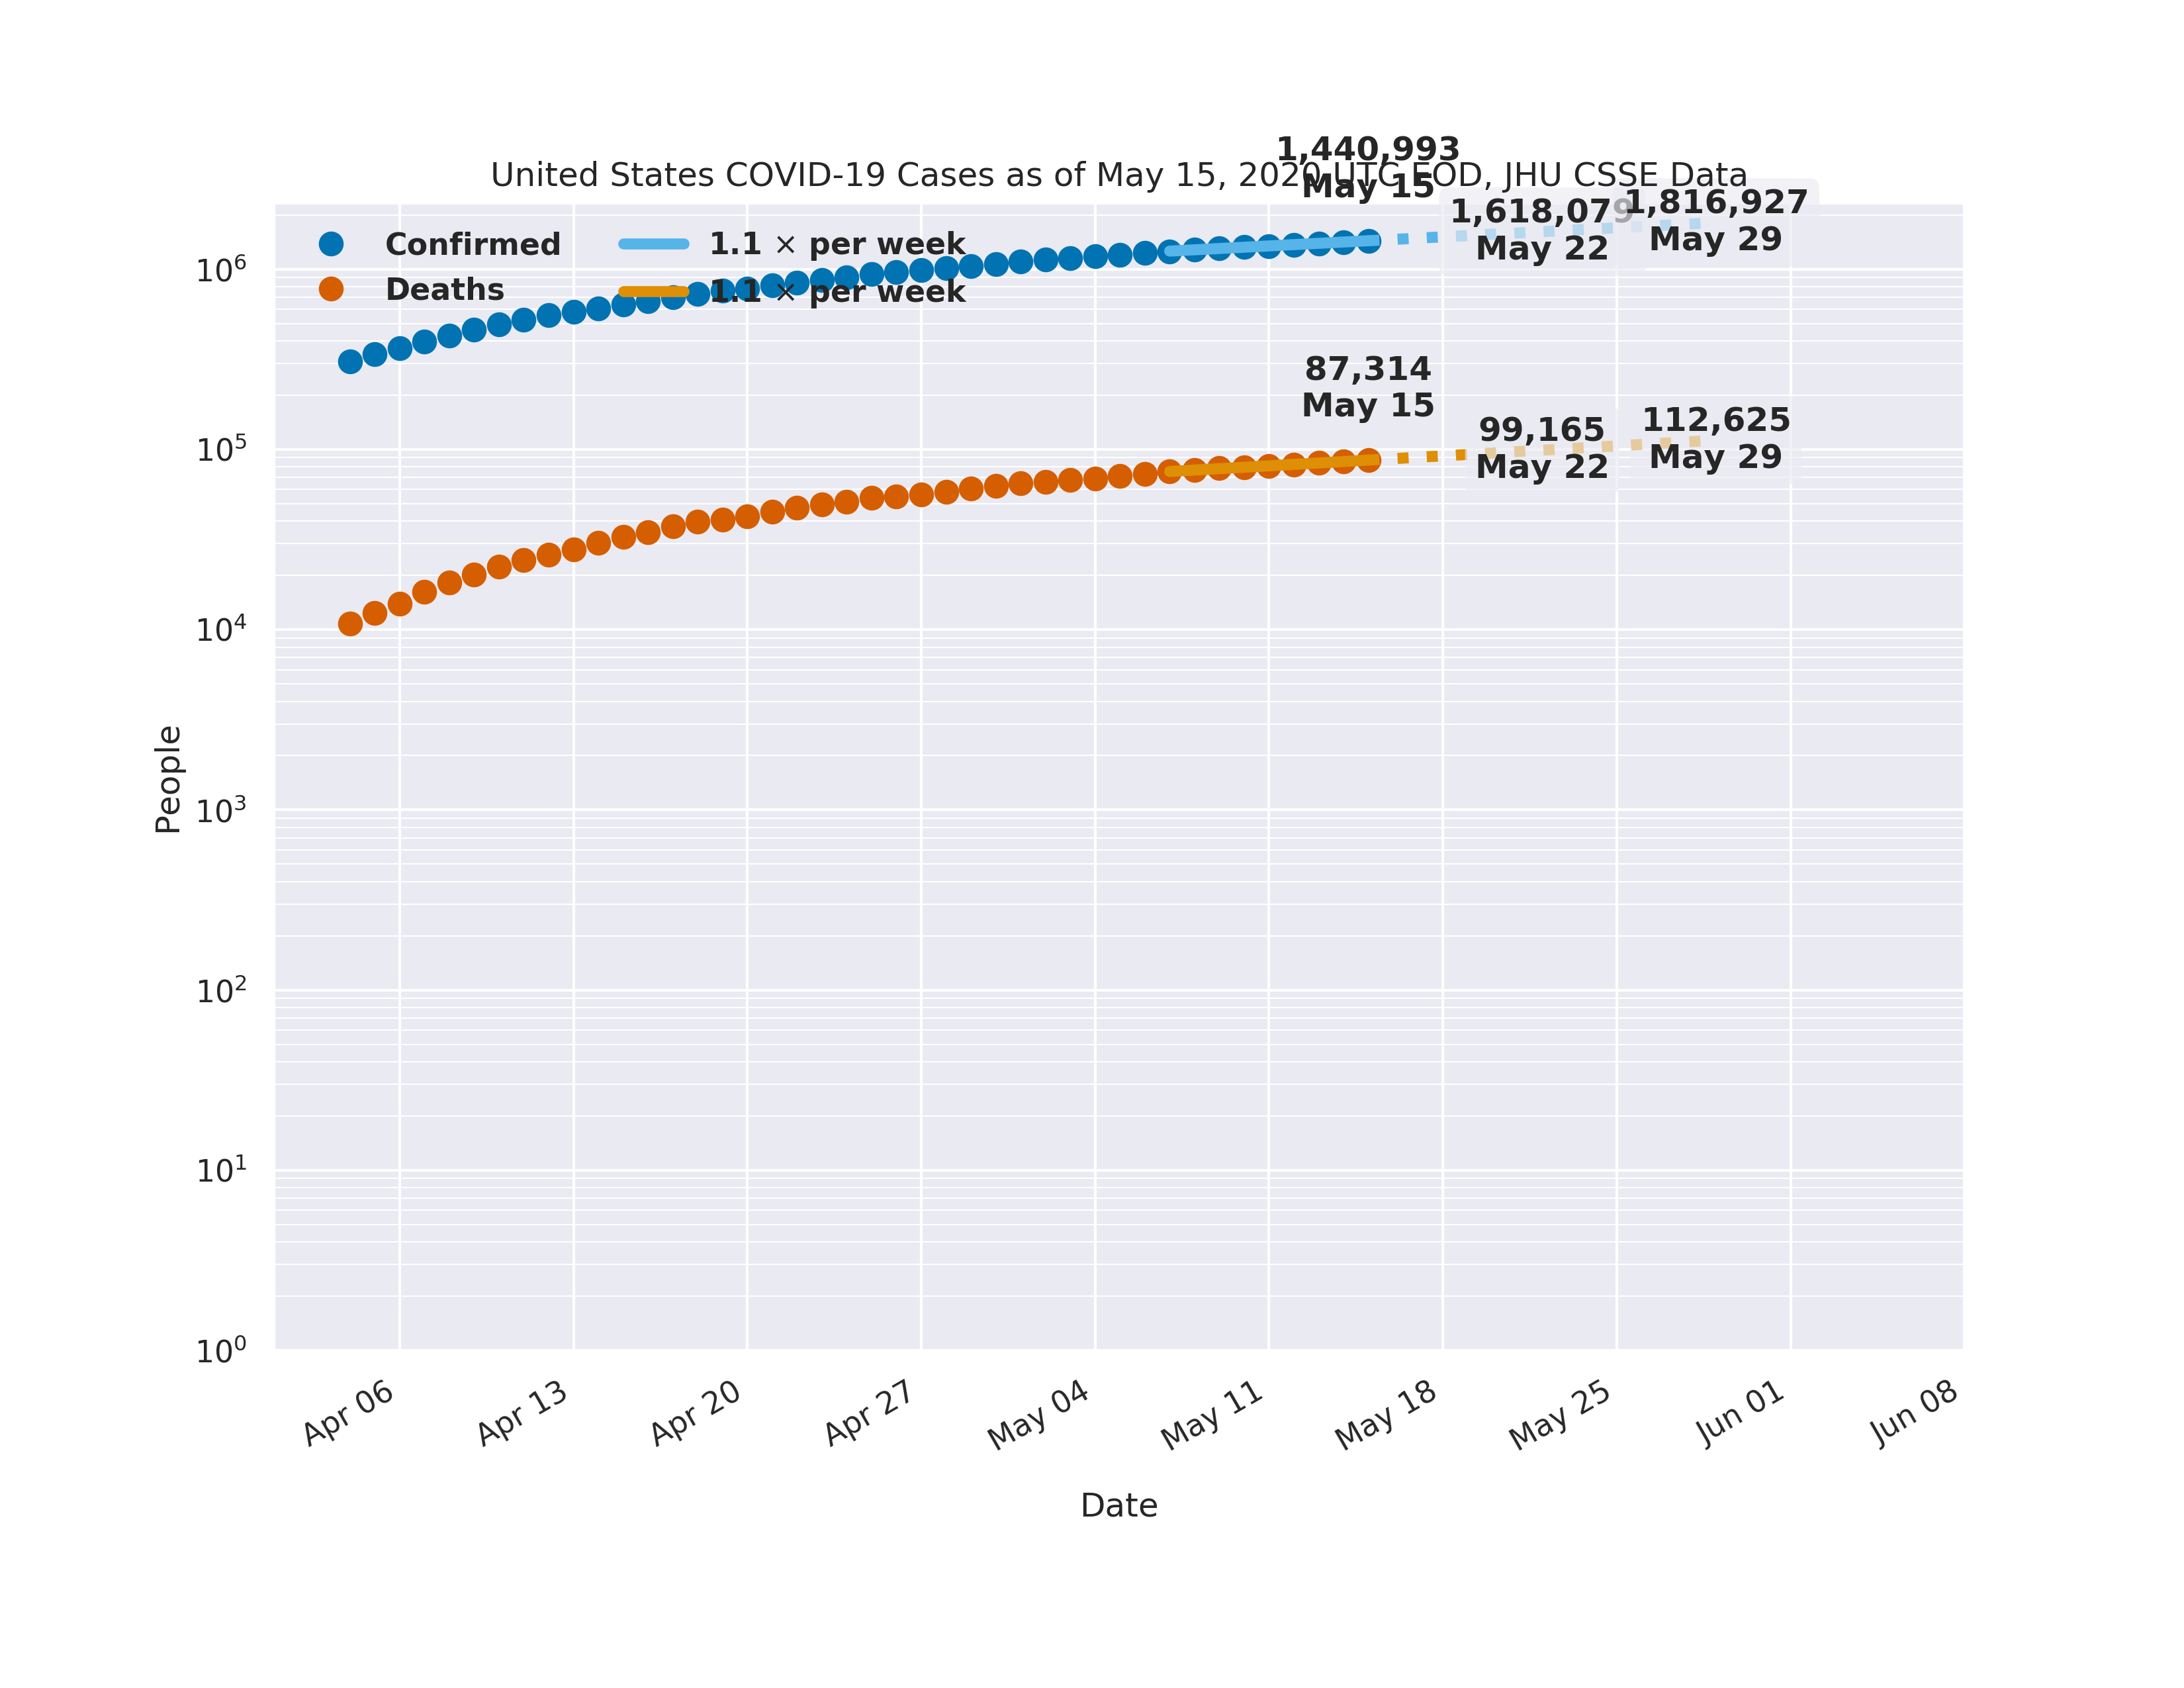 1,440,993
May 15
United States COVID-19 Cases as of May 15, 2020 UTC EOD, JHU CSSE Data
1,618,079
May 22
1,816,927
May 29
Confirmed
Deaths
1.1 × per week
1.1 × per week
87,314
May 15
99,165
May 22
112,625
May 29
10⁶
10⁵
10⁴
10³
10²
10¹
10⁰
People
Apr 06
Apr 13
Apr 20
Apr 27
May 04
May 11
May 18
May 25
Jun 01
Jun 08
Date